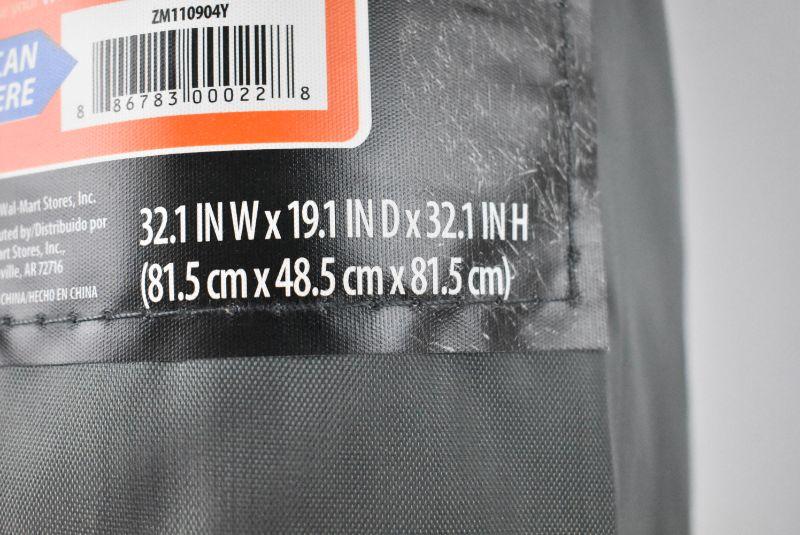 ZM110904Y
CAN
ERE
8 86783 00022 8
Wal-Mart Stores, Inc.
uted by/Distribuido por
art Stores, Inc.,
ville, AR 72716
CHINA/HECHO EN CHINA
32.1 IN W x 19.1 IN D x 32.1 IN H
(81.5 cm x 48.5 cm x 81.5 cm)